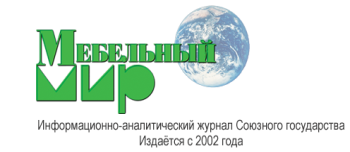 МЕБЕЛЬНЫЙ
МИР
Информационно-аналитический журнал Союзного государства
Издаётся с 2002 года